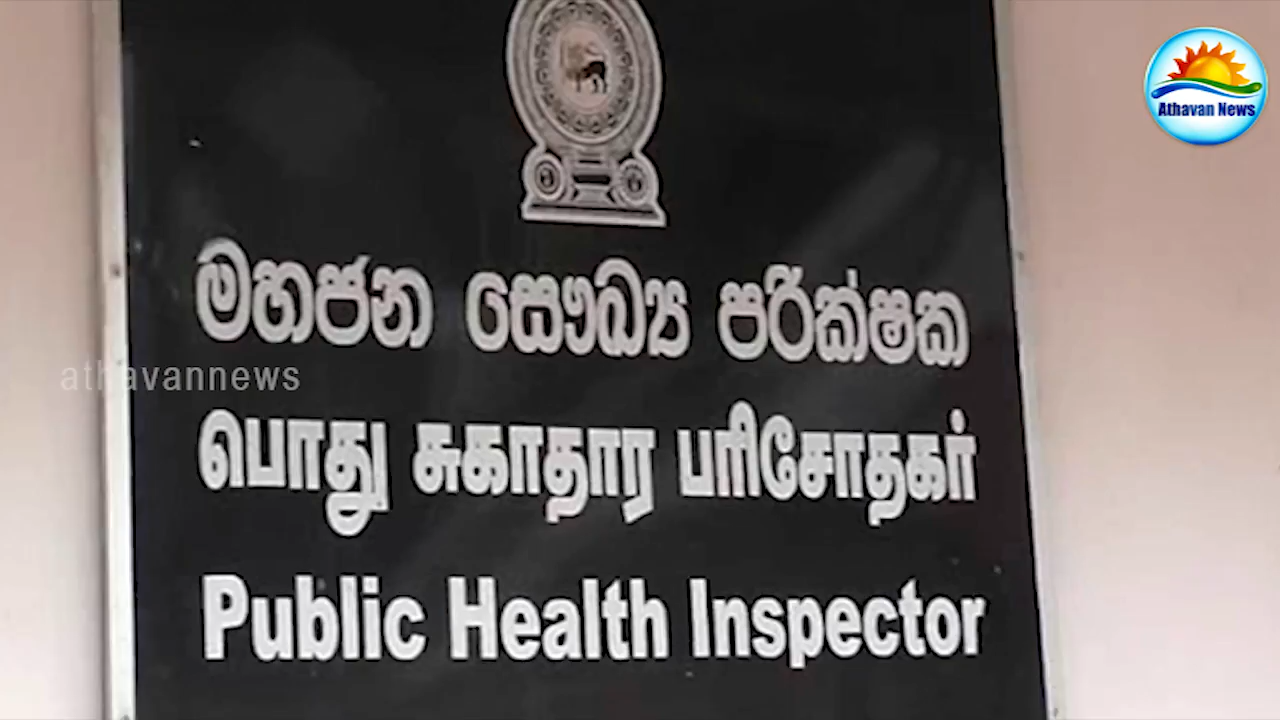 Athavan News
මහජන සෞඛ්‍ය පරික්ෂක
athavannews
பொது சுகாதார பரிசோதகர்
Public Health Inspector